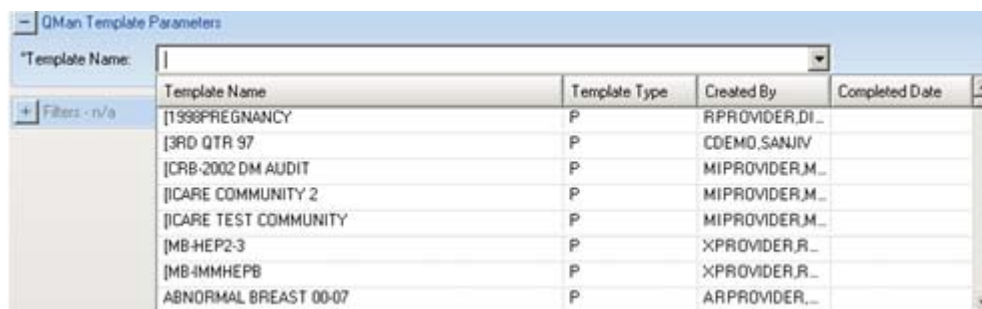 QMan Template Parameters
*Template Name:
Template Name Template Type Created By Completed Date
Filters - n/a
[1998PREGNANCY P RPROVIDER,DI...
[3RD QTR 97 P CDEMO,SANJIV
[CRB-2002 DM AUDIT P MIPROVIDER,M...
[ICARE COMMUNITY 2 P MIPROVIDER,M...
[ICARE TEST COMMUNITY P MIPROVIDER,M...
[MB-HEP2-3 P XPROVIDER,R...
[MB-IMMHEPB P XPROVIDER,R...
ABNORMAL BREAST 00-07 P ARPROVIDER,...